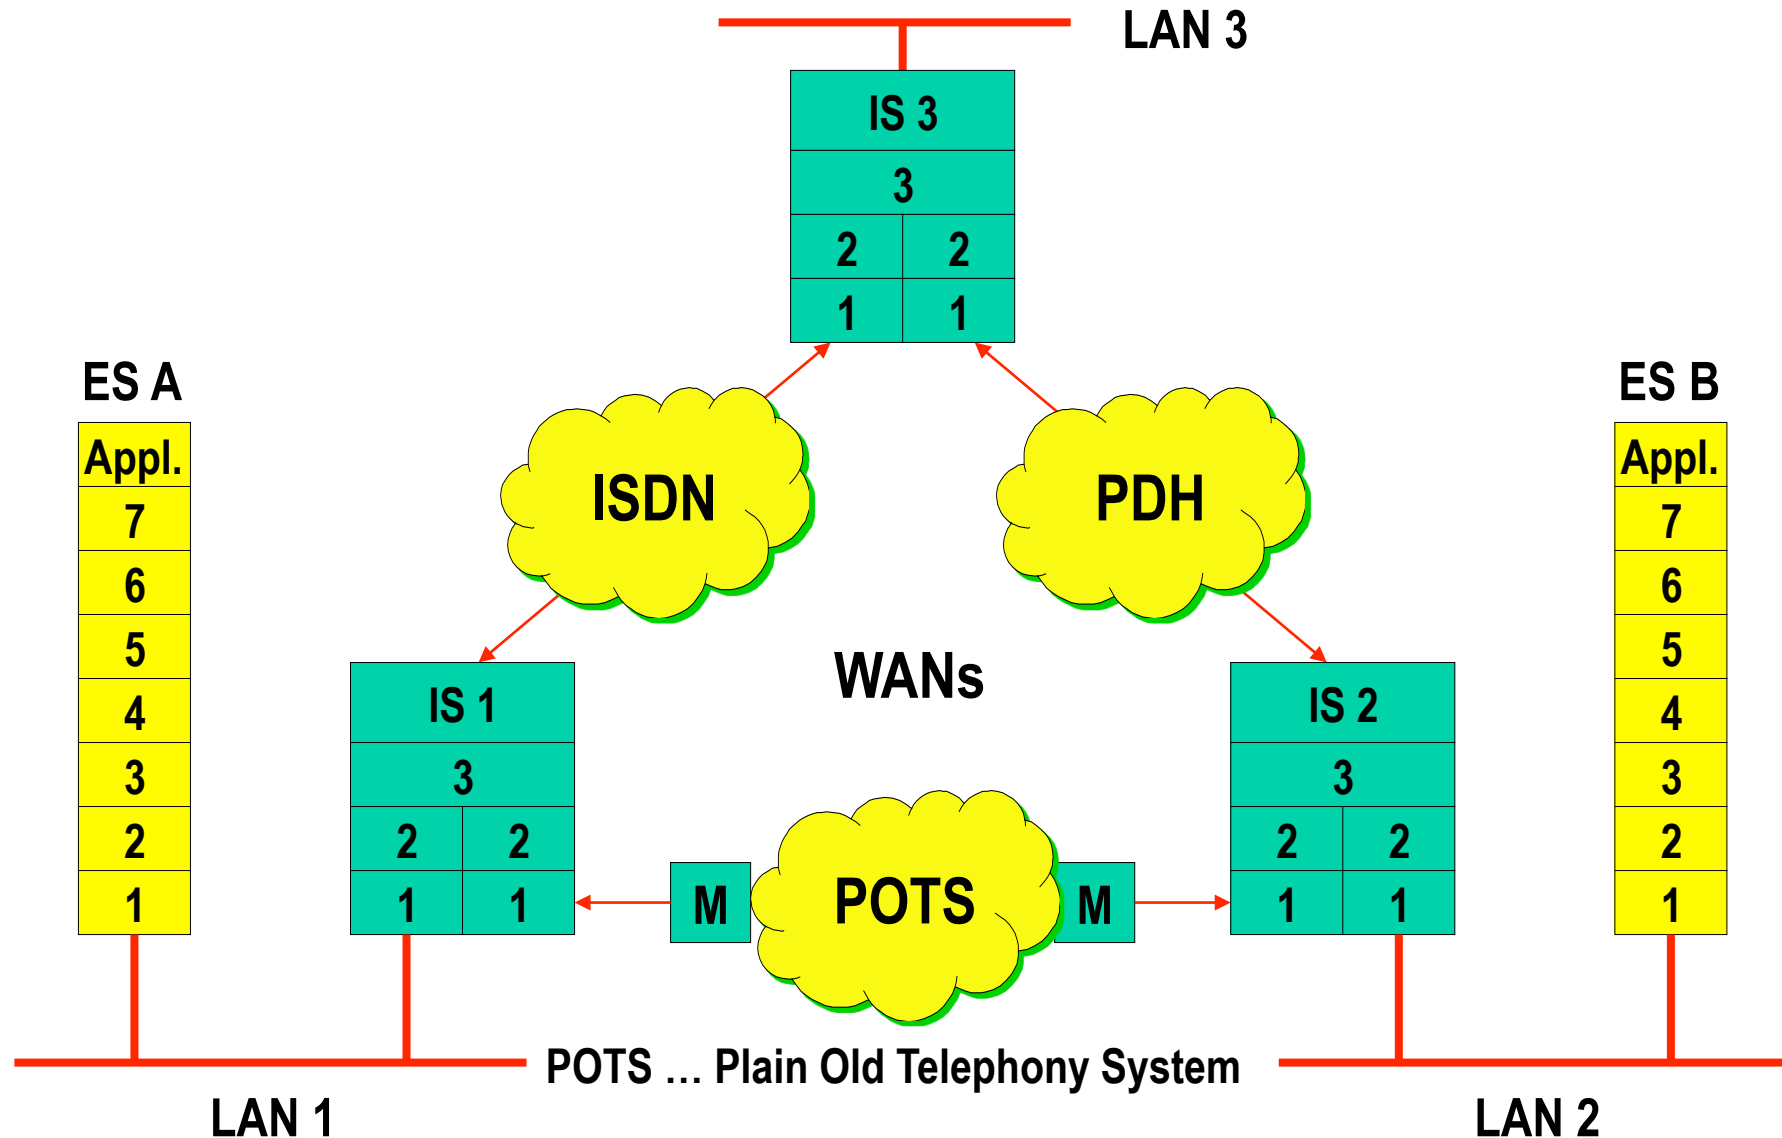 LAN 3
IS 3
3
2 2
1 1
ES A
Appl.
7
6
5
4
3
2
1
ISDN
PDH
WANs
ES B
Appl.
7
6
5
4
3
2
1
IS 1
3
2 2
1 1
M
POTS
M
IS 2
3
2 2
1 1
POTS … Plain Old Telephony System
LAN 1
LAN 2